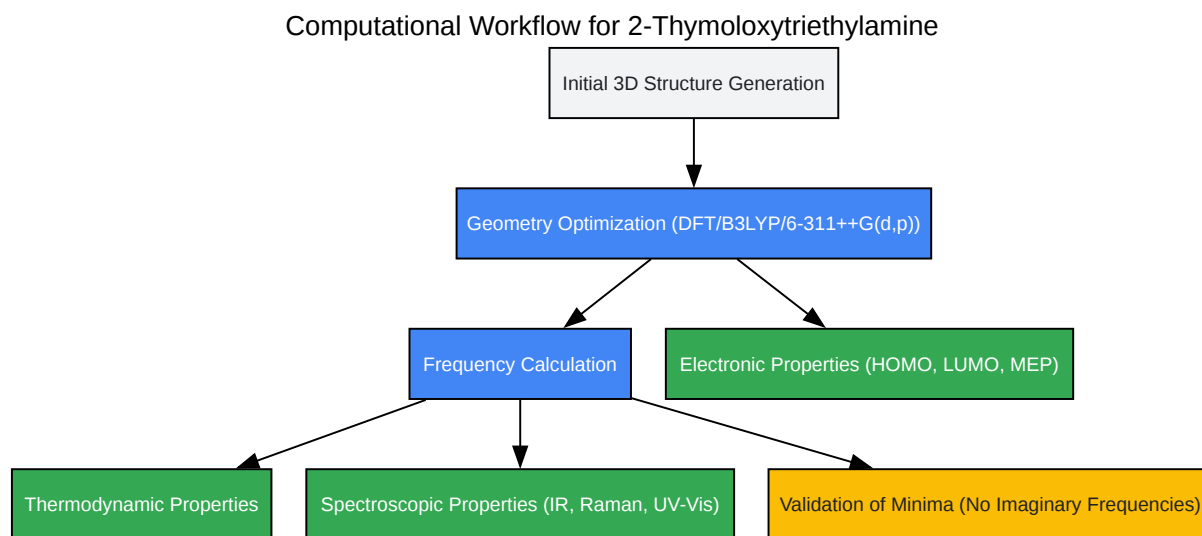 Computational Workflow for 2-Thymoloxytriethylamine
Initial 3D Structure Generation
Geometry Optimization (DFT/B3LYP/6-311++G(d,p))
Frequency Calculation
Electronic Properties (HOMO, LUMO, MEP)
Thermodynamic Properties
Spectroscopic Properties (IR, Raman, UV-Vis)
Validation of Minima (No Imaginary Frequencies)